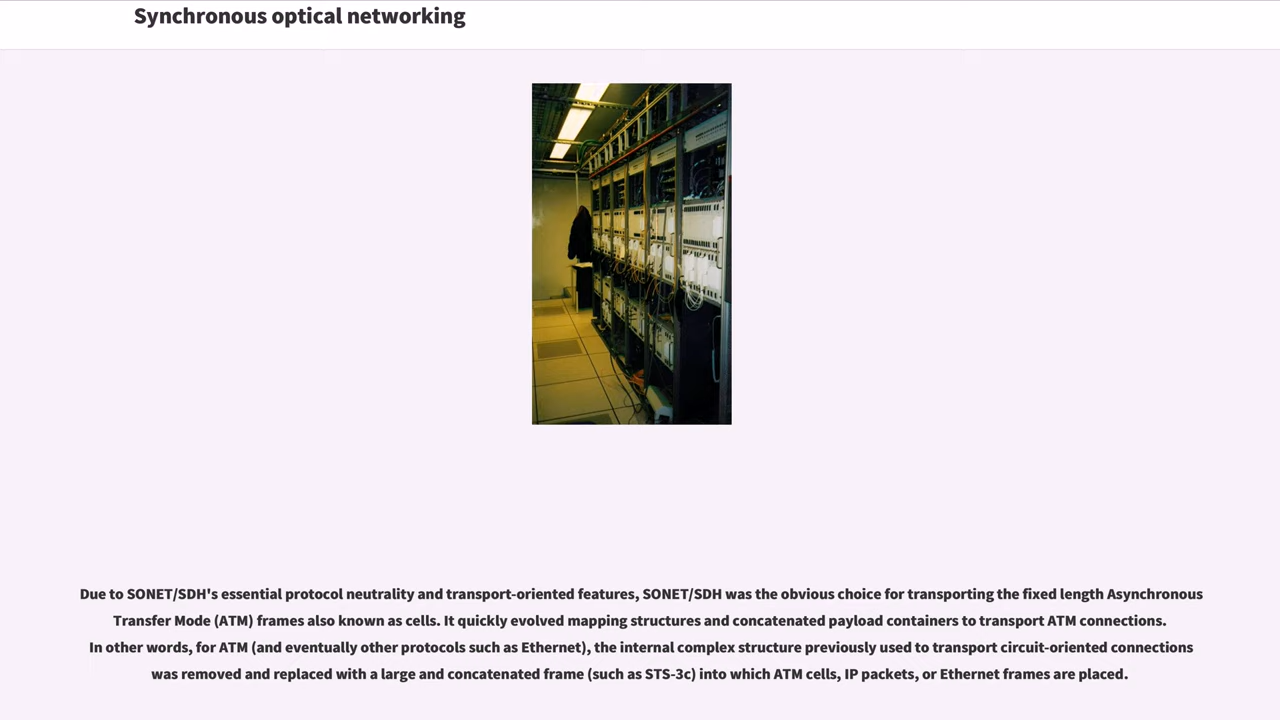 Synchronous optical networking
Due to SONET/SDH's essential protocol neutrality and transport-oriented features, SONET/SDH was the obvious choice for transporting the fixed length Asynchronous
Transfer Mode (ATM) frames also known as cells. It quickly evolved mapping structures and concatenated payload containers to transport ATM connections.
In other words, for ATM (and eventually other protocols such as Ethernet), the internal complex structure previously used to transport circuit-oriented connections
was removed and replaced with a large and concatenated frame (such as STS-3c) into which ATM cells, IP packets, or Ethernet frames are placed.